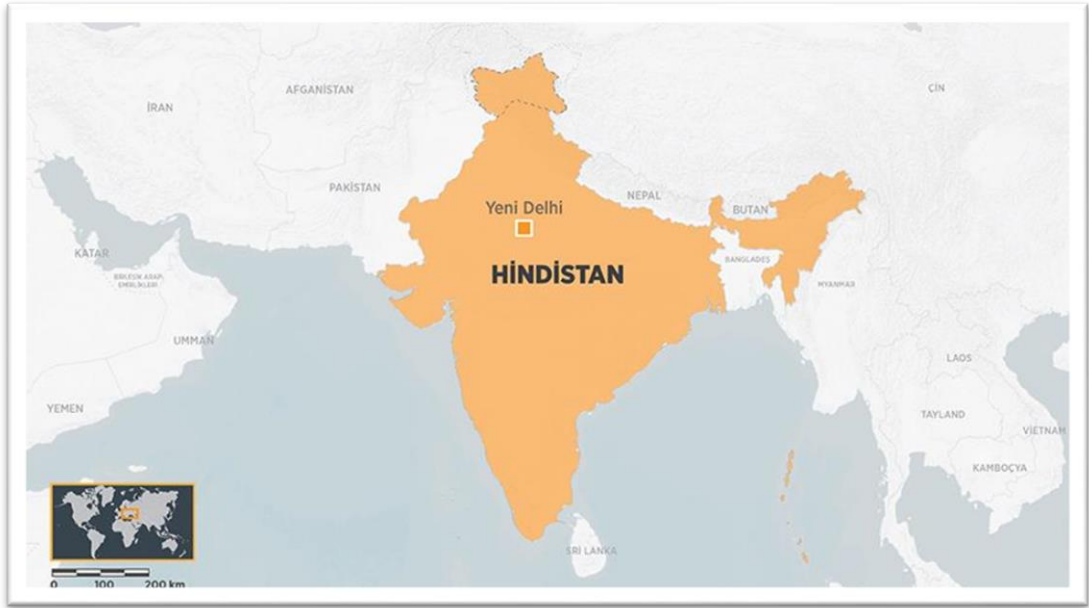 ÇİN
AFGANİSTAN
İRAN
PAKİSTAN
NEPAL
Yeni Delhi
BUTAN
KATAR
BANGLADEŞ
HİNDİSTAN
BİRLEŞİK ARAP
EMİRLİKLERİ
MYANMAR
UMMAN
LAOS
YEMEN
TAYLAND
VİETNAM
KAMBOÇYA
SRİ LANKA
0 100 200 km